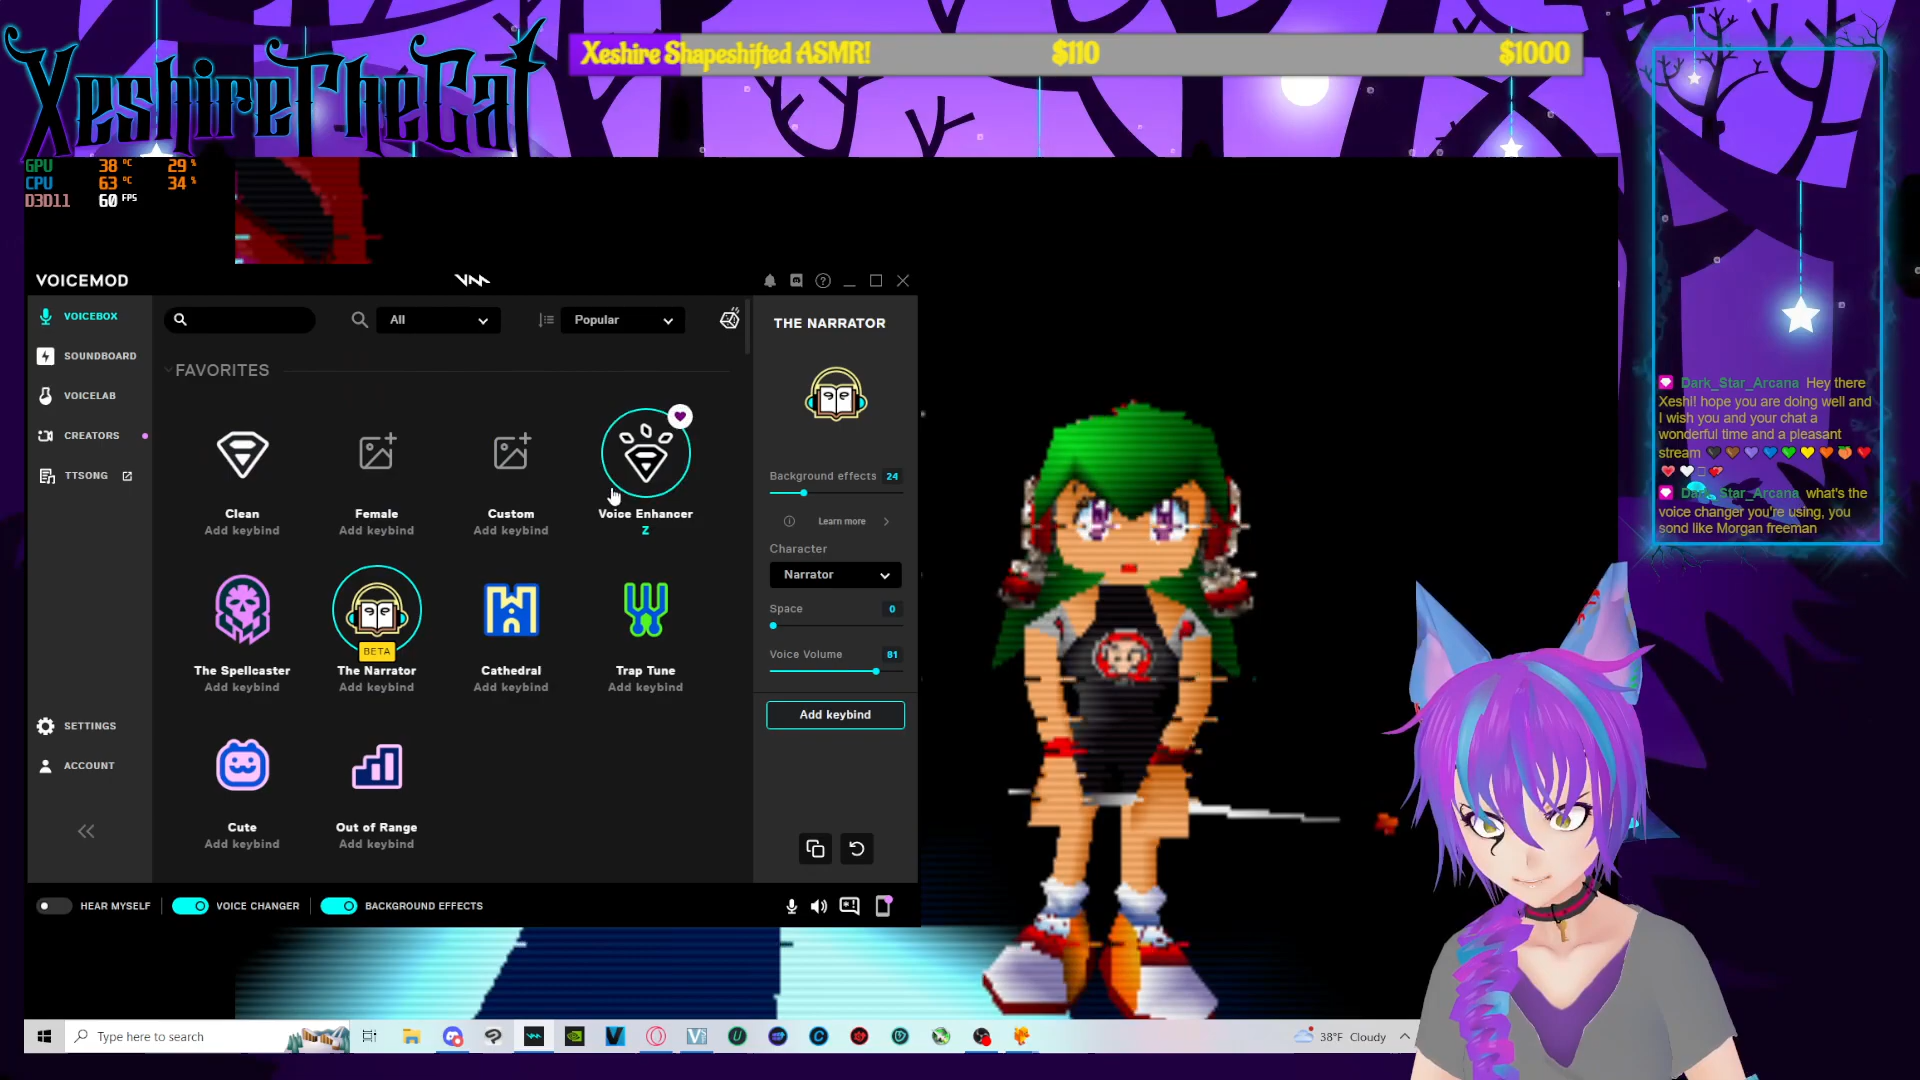 XeshireTheCat
Xeshire Shapeshifted ASMR! $110 $1000
GPU 38 °C 29 %
CPU 63 °C 34 %
D3D11 60 FPS
VOICEMOD
VOICEBOX
SOUNDBOARD
VOICELAB
CREATORS
TTSONG
SETTINGS
ACCOUNT
All
Popular
FAVORITES
Clean
Add keybind
Female
Add keybind
Custom
Add keybind
Voice Enhancer
Z
The Spellcaster
Add keybind
BETA
The Narrator
Add keybind
Cathedral
Add keybind
Trap Tune
Add keybind
Cute
Add keybind
Out of Range
Add keybind
THE NARRATOR
Background effects 24
Learn more
Character
Narrator
Space 0
Voice Volume 81
Add keybind
HEAR MYSELF
VOICE CHANGER
BACKGROUND EFFECTS
Dark_Star_Arcana Hey there
Xeshi! hope you are doing well and
I wish you and your chat a
wonderful time and a pleasant
stream
Dark_Star_Arcana what's the
voice changer you're using, you
sond like Morgan freeman
Type here to search
38°F Cloudy